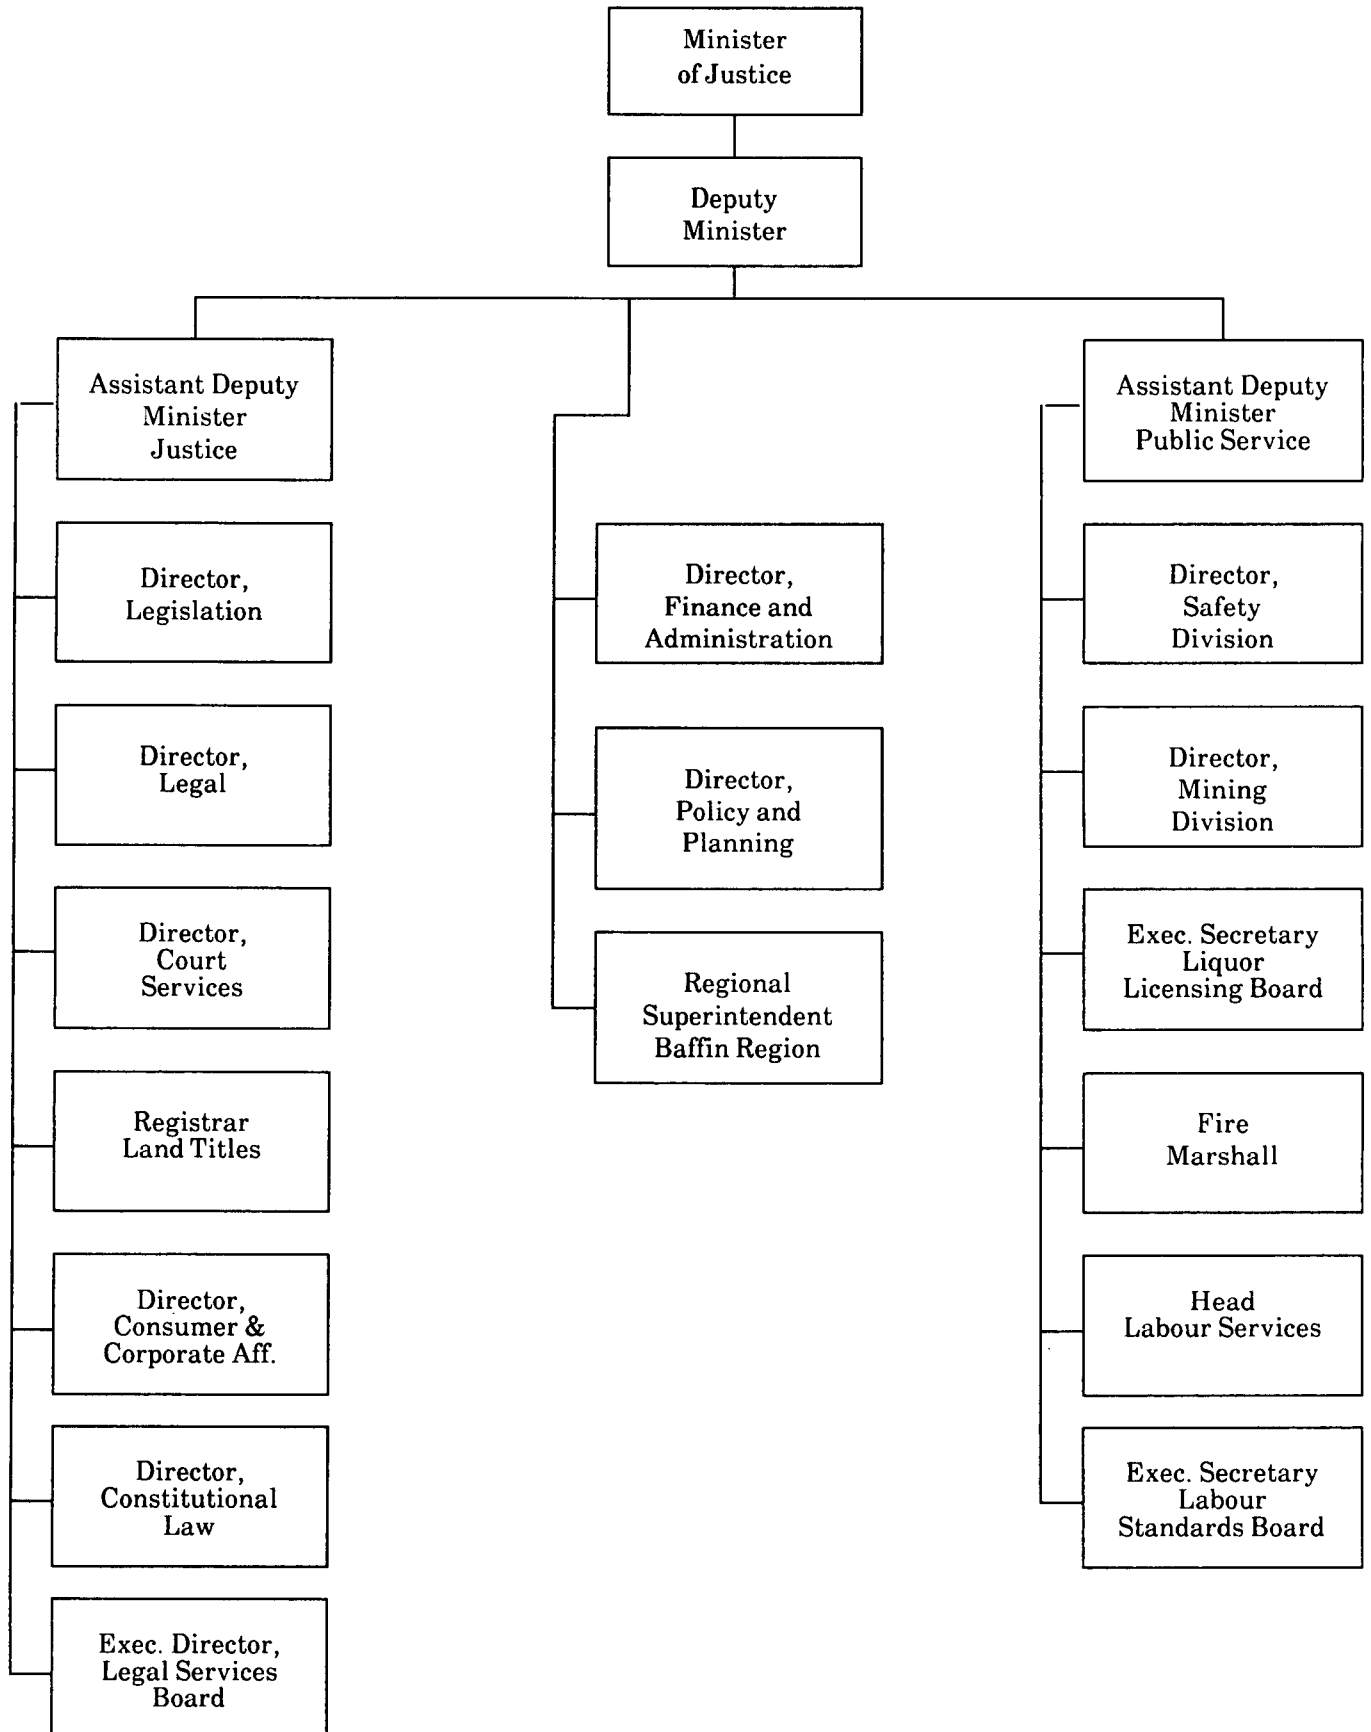 Minister
of Justice
Deputy
Minister
Assistant Deputy
Minister
Justice
Director,
Legislation
Director,
Legal
Director,
Court
Services
Registrar
Land Titles
Director,
Consumer &
Corporate Aff.
Director,
Constitutional
Law
Exec. Director,
Legal Services
Board
Director,
Finance and
Administration
Director,
Policy and
Planning
Regional
Superintendent
Baffin Region
Assistant Deputy
Minister
Public Service
Director,
Safety
Division
Director,
Mining
Division
Exec. Secretary
Liquor
Licensing Board
Fire
Marshall
Head
Labour Services
Exec. Secretary
Labour
Standards Board